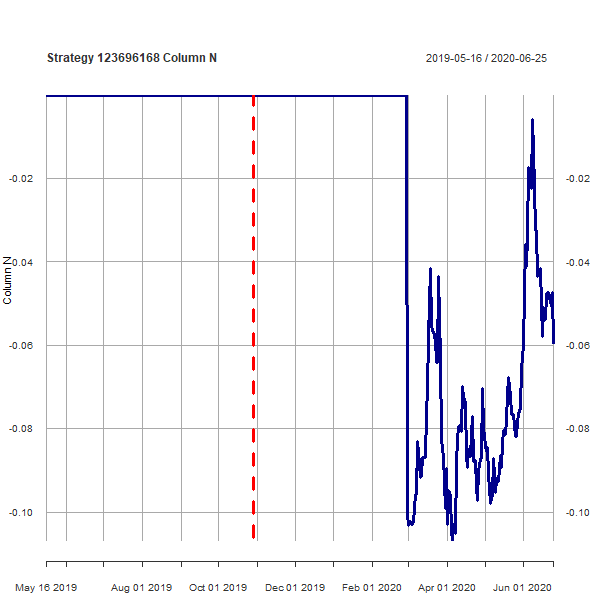 Strategy 123696168 Column N
2019-05-16 / 2020-06-25
-0.02
-0.04
-0.06
-0.08
-0.10
Column N
-0.02
-0.04
-0.06
-0.08
-0.10
May 16 2019
Aug 01 2019
Oct 01 2019
Dec 01 2019
Feb 01 2020
Apr 01 2020
Jun 01 2020